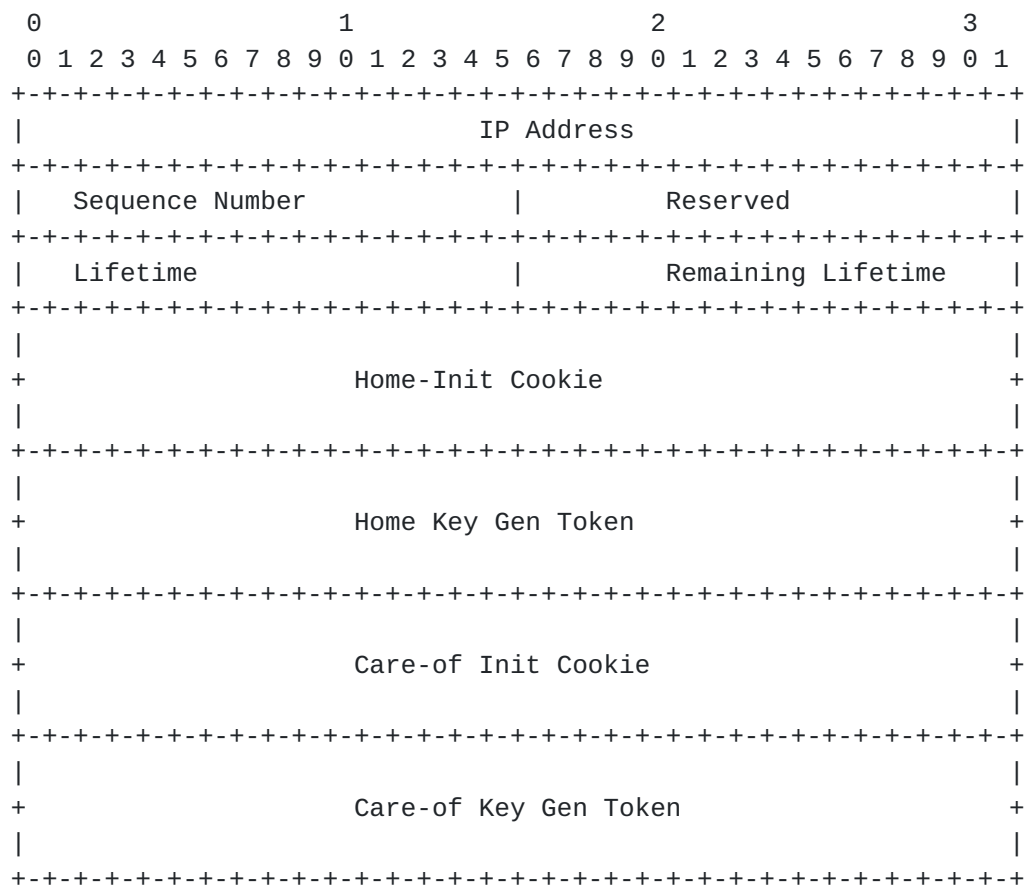 0                   1                   2                   3
 0 1 2 3 4 5 6 7 8 9 0 1 2 3 4 5 6 7 8 9 0 1 2 3 4 5 6 7 8 9 0 1
+-+-+-+-+-+-+-+-+-+-+-+-+-+-+-+-+-+-+-+-+-+-+-+-+-+-+-+-+-+-+-+-+
|                             IP Address                        |
+-+-+-+-+-+-+-+-+-+-+-+-+-+-+-+-+-+-+-+-+-+-+-+-+-+-+-+-+-+-+-+-+
|   Sequence Number             |         Reserved              |
+-+-+-+-+-+-+-+-+-+-+-+-+-+-+-+-+-+-+-+-+-+-+-+-+-+-+-+-+-+-+-+-+
|   Lifetime                    |         Remaining Lifetime    |
+-+-+-+-+-+-+-+-+-+-+-+-+-+-+-+-+-+-+-+-+-+-+-+-+-+-+-+-+-+-+-+-+
|                                                               |
+                     Home-Init Cookie                          +
|                                                               |
+-+-+-+-+-+-+-+-+-+-+-+-+-+-+-+-+-+-+-+-+-+-+-+-+-+-+-+-+-+-+-+-+
|                                                               |
+                     Home Key Gen Token                        +
|                                                               |
+-+-+-+-+-+-+-+-+-+-+-+-+-+-+-+-+-+-+-+-+-+-+-+-+-+-+-+-+-+-+-+-+
|                                                               |
+                     Care-of Init Cookie                       +
|                                                               |
+-+-+-+-+-+-+-+-+-+-+-+-+-+-+-+-+-+-+-+-+-+-+-+-+-+-+-+-+-+-+-+-+
|                                                               |
+                     Care-of Key Gen Token                     +
|                                                               |
+-+-+-+-+-+-+-+-+-+-+-+-+-+-+-+-+-+-+-+-+-+-+-+-+-+-+-+-+-+-+-+-+